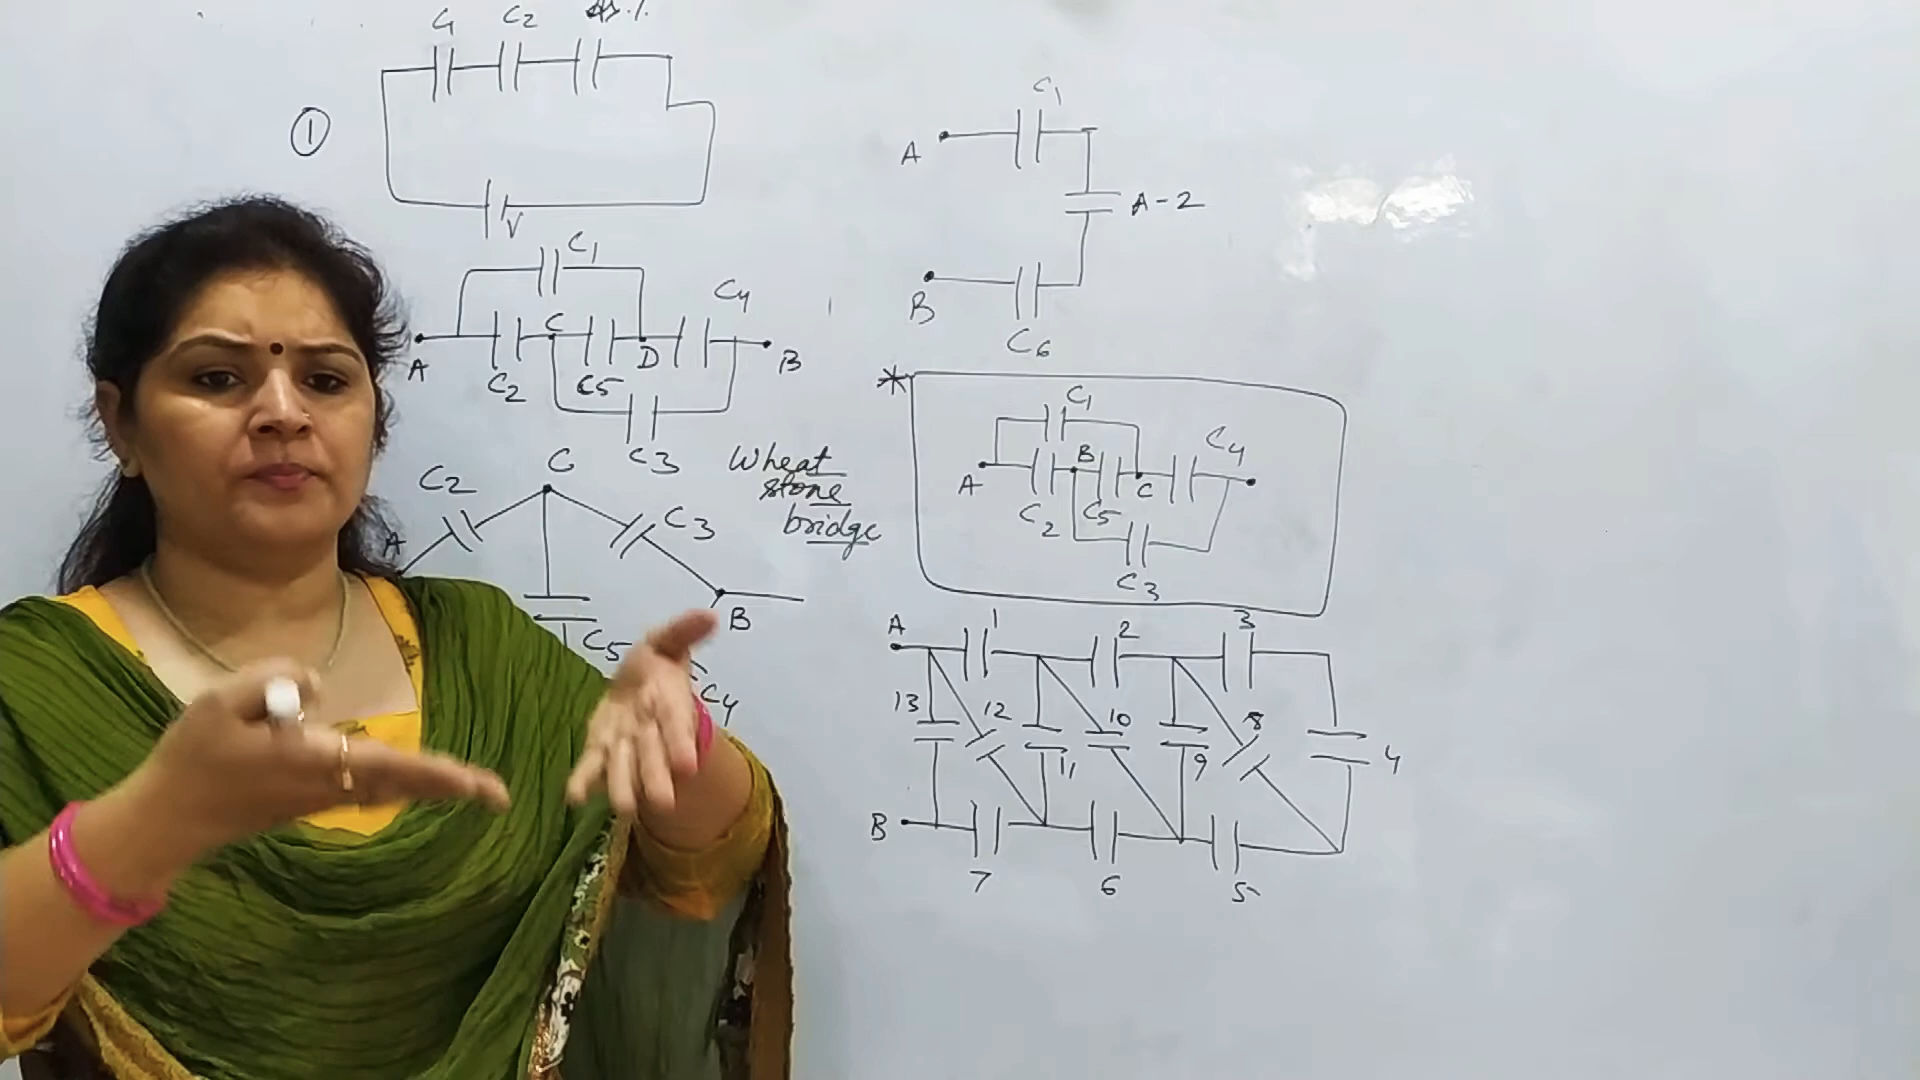 C1 C2
①
V
C1
C4
A C D B
C2 C5
C3
Wheat
stone
bridge
C2 C C3
A
B
C5
C4
C1
A
A-2
B
C6
*
C1
C4
A B C
C2 C5
C3
A 1 2 3
13 12 11 10 9 8 4
B
7 6 5